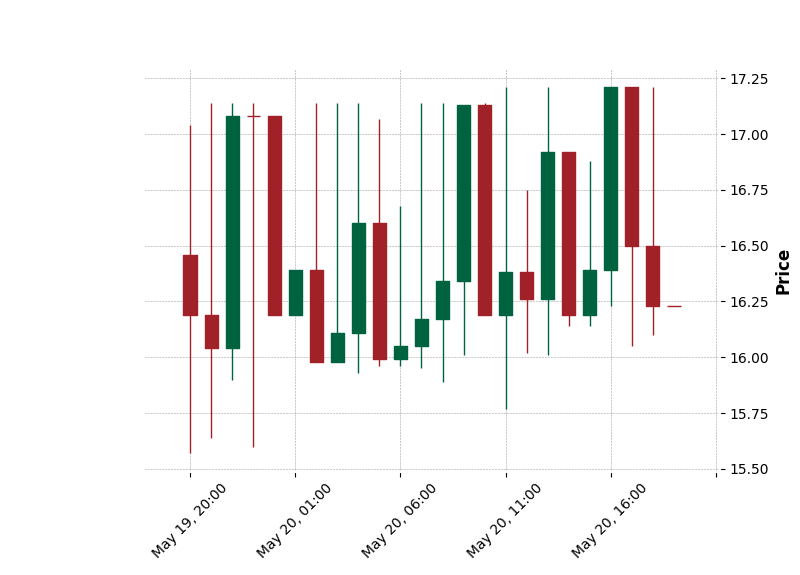 17.25
17.00
16.75
16.50
16.25
16.00
15.75
15.50
Price
May 19, 20:00
May 20, 01:00
May 20, 06:00
May 20, 11:00
May 20, 16:00